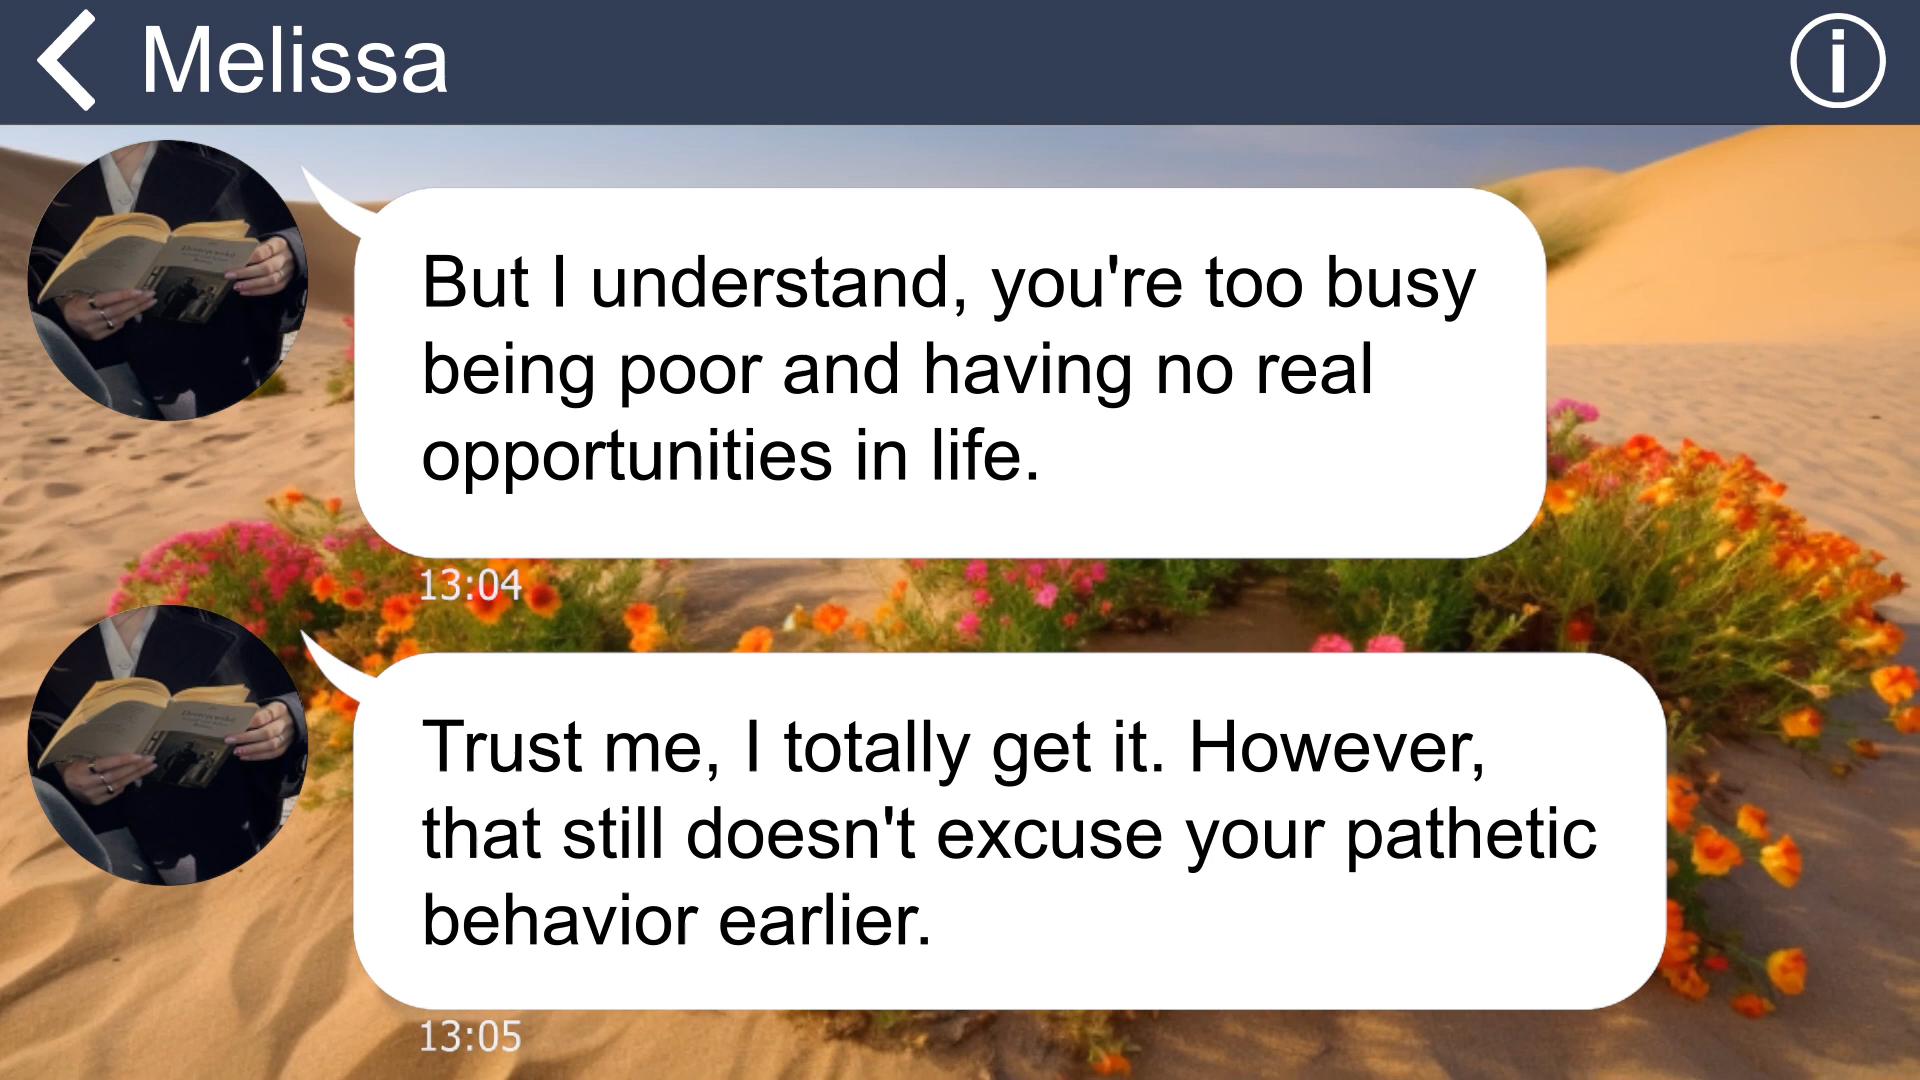 Melissa
But I understand, you're too busy
being poor and having no real
opportunities in life.
13:04
Trust me, I totally get it. However,
that still doesn't excuse your pathetic
behavior earlier.
13:05